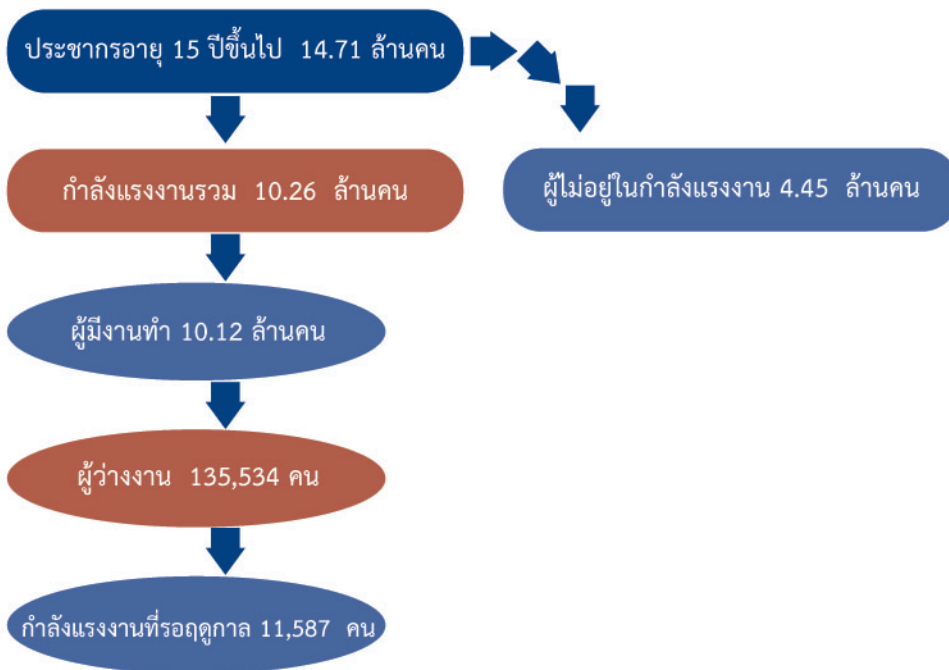 ประชากรอายุ 15 ปีขึ้นไป 14.71 ล้านคน
กำลังแรงงานรวม 10.26 ล้านคน
ผู้ไม่อยู่ในกำลังแรงงาน 4.45 ล้านคน
ผู้มีงานทำ 10.12 ล้านคน
ผู้ว่างงาน 135,534 คน
กำลังแรงงานที่รอฤดูกาล 11,587 คน